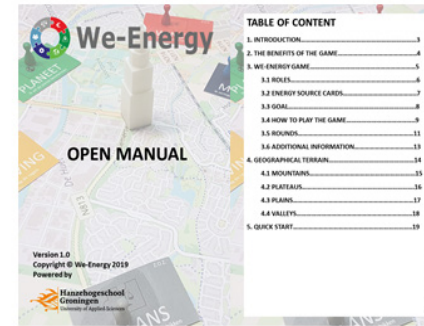 We-Energy
OPEN MANUAL
Version 1.0
Copyright © We-Energy 2019
Powered by
Hanzehogeschool
Groningen
University of Applied Sciences
TABLE OF CONTENT
1. INTRODUCTION.....3
2. THE BENEFITS OF THE GAME.....4
3. WE-ENERGY GAME.....5
3.1 ROLES.....6
3.2 ENERGY SOURCE CARDS.....7
3.3 GOAL.....8
3.4 HOW TO PLAY THE GAME.....9
3.5 ROUNDS.....11
3.6 ADDITIONAL INFORMATION.....13
4. GEOGRAPHICAL TERRAIN.....14
4.1 MOUNTAINS.....15
4.2 PLATEAUS.....16
4.3 PLAINS.....17
4.4 VALLEYS.....18
5. QUICK START.....19
PLANEET
N813